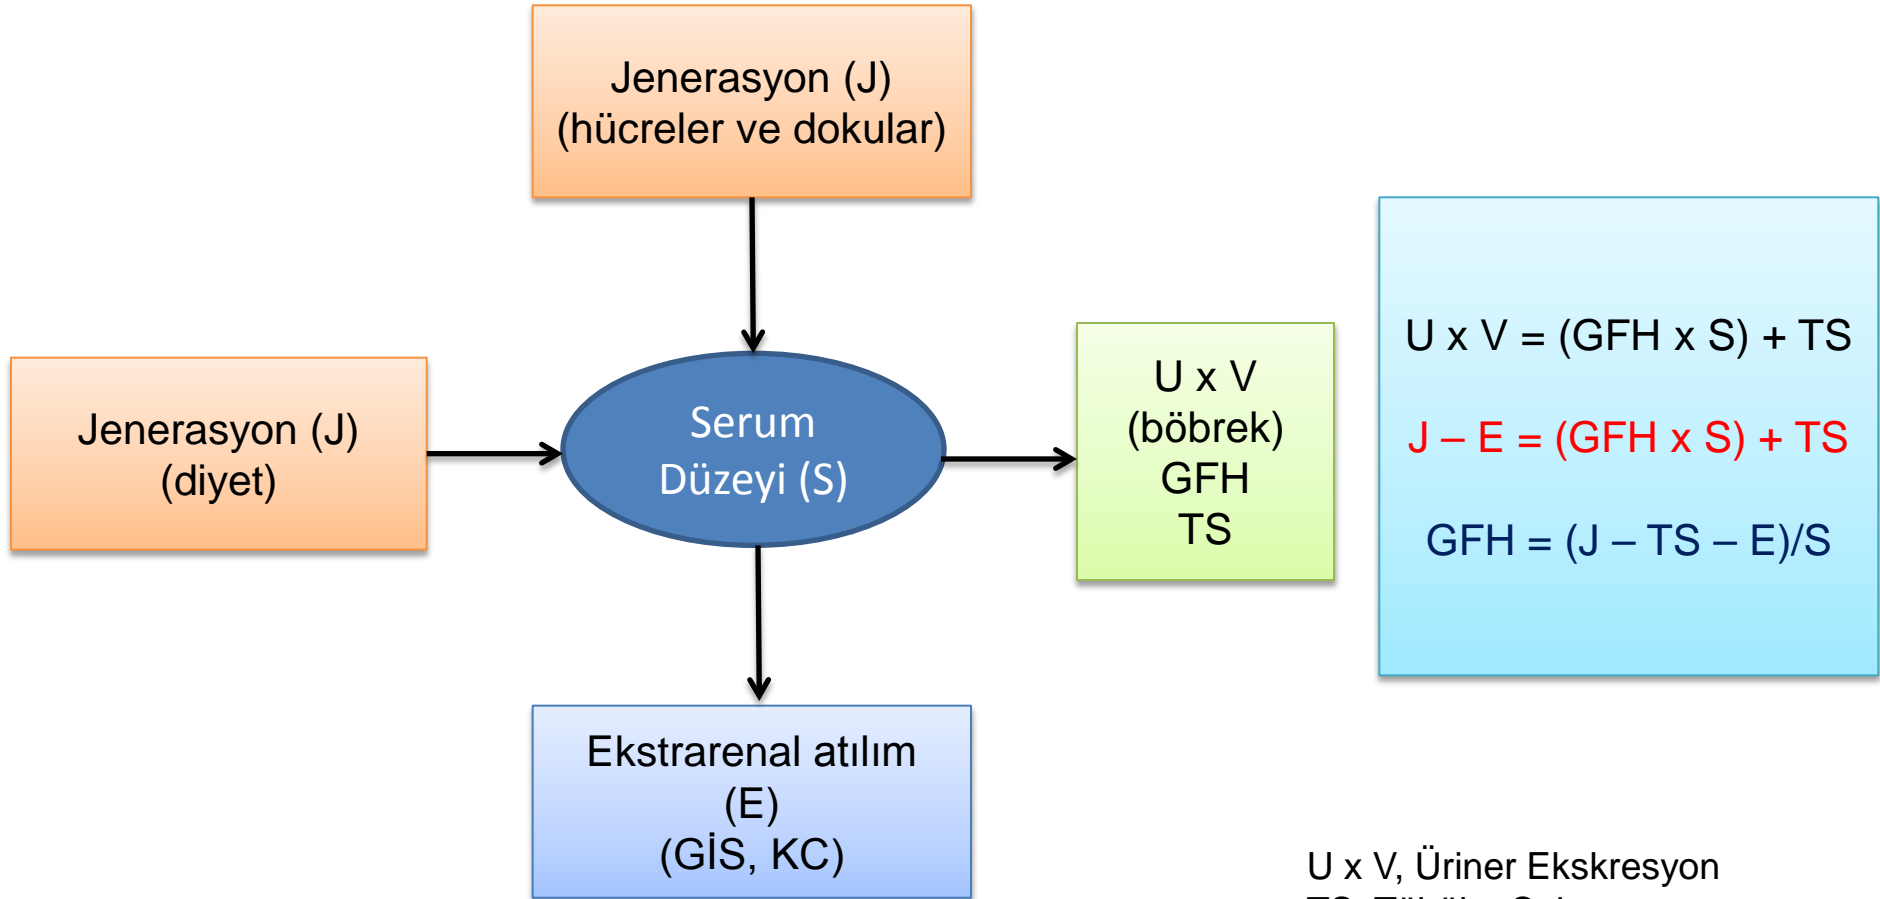 Jenerasyon (J)
(hücreler ve dokular)
Jenerasyon (J)
(diyet)
Serum
Düzeyi (S)
U x V
(böbrek)
GFH
TS
U x V = (GFH x S) + TS
J – E = (GFH x S) + TS
GFH = (J – TS – E)/S
Ekstrarenal atılım
(E)
(GİS, KC)
U x V, Üriner Ekskresyon